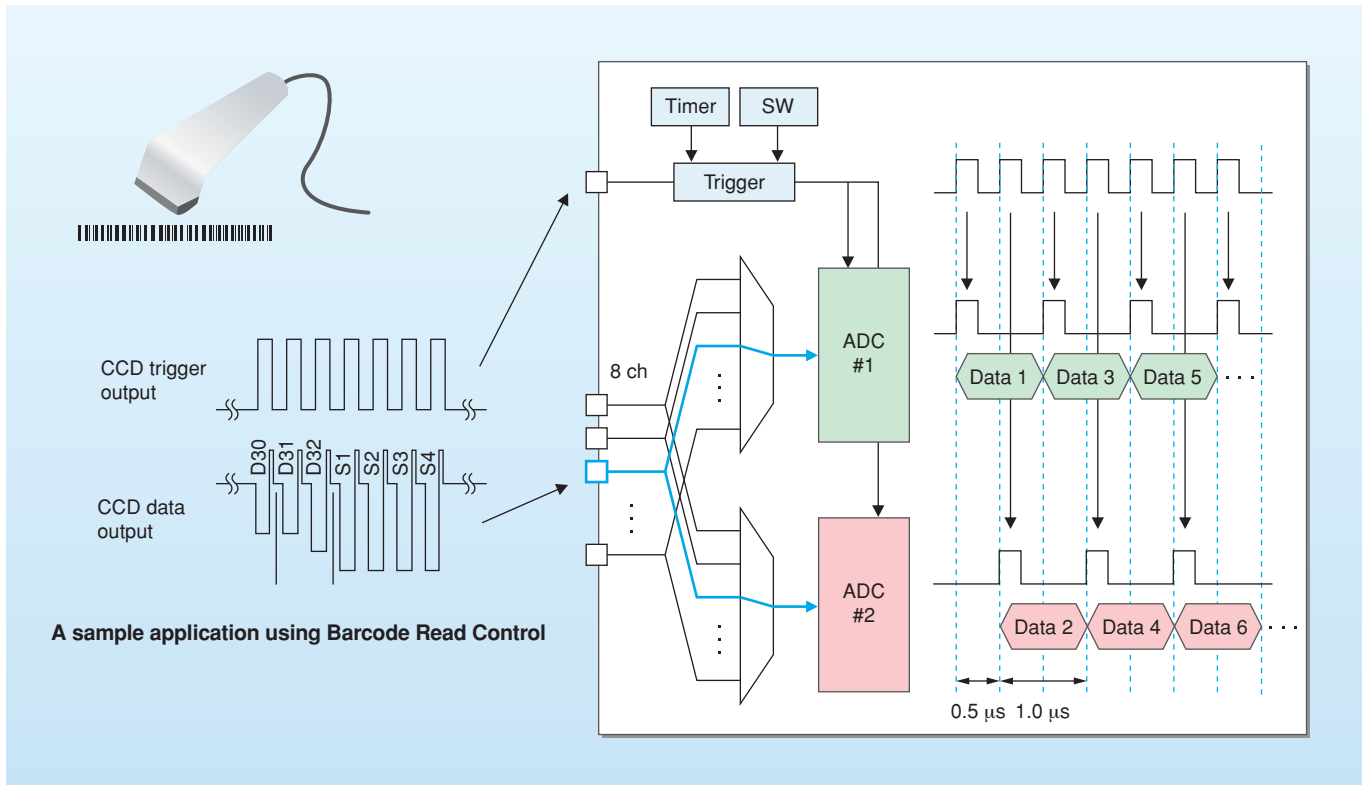 Timer
SW
Trigger
CCD trigger
output
8 ch
ADC
#1
Data 1
Data 3
Data 5
. . .
D30
D31
D32
S1
S2
S3
S4
CCD data
output
ADC
#2
A sample application using Barcode Read Control
Data 2
Data 4
Data 6
. . .
0.5 μs
1.0 μs